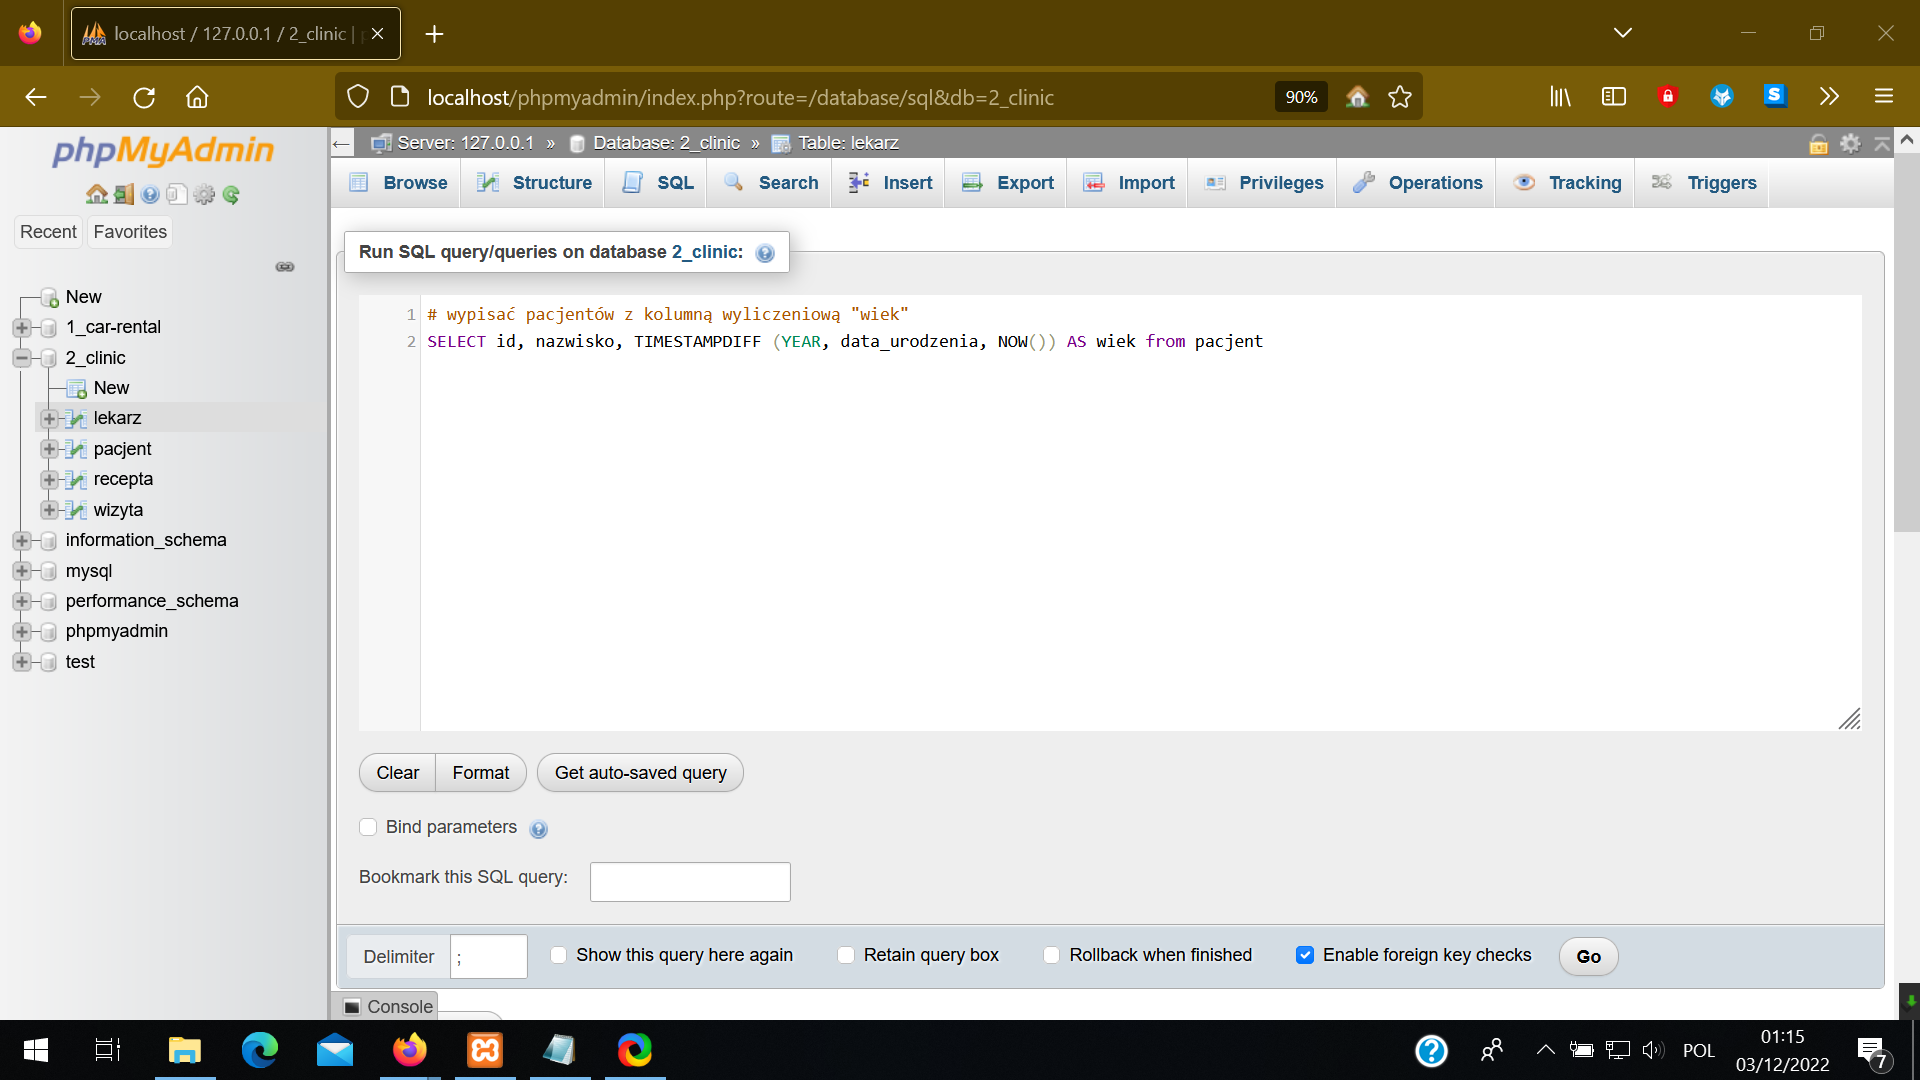 localhost / 127.0.0.1 / 2_clinic |
localhost/phpmyadmin/index.php?route=/database/sql&db=2_clinic
90%
S
phpMyAdmin
Recent
Favorites
New
1_car-rental
2_clinic
New
lekarz
pacjent
recepta
wizyta
information_schema
mysql
performance_schema
phpmyadmin
test
← Server: 127.0.0.1 » Database: 2_clinic » Table: lekarz
Browse Structure SQL Search Insert Export Import Privileges Operations Tracking Triggers
Run SQL query/queries on database 2_clinic:
1 # wypisać pacjentów z kolumną wyliczeniową "wiek"
2 SELECT id, nazwisko, TIMESTAMPDIFF (YEAR, data_urodzenia, NOW()) AS wiek from pacjent
Clear Format Get auto-saved query
Bind parameters
Bookmark this SQL query:
Delimiter ; Show this query here again Retain query box Rollback when finished Enable foreign key checks Go
Console
POL
01:15
03/12/2022
7